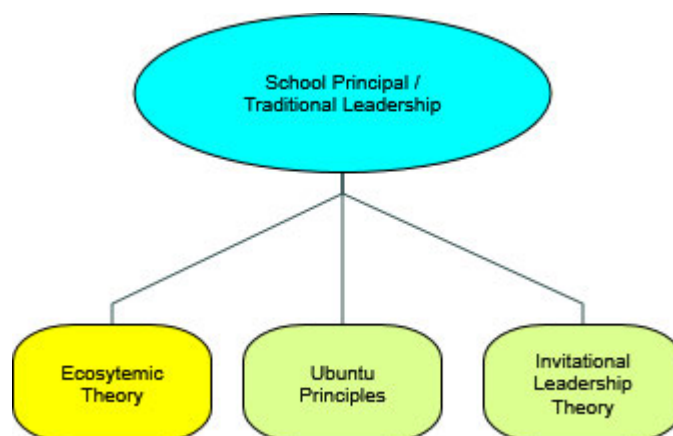 School Principal /
Traditional Leadership
Ecosytemic
Theory
Ubuntu
Principles
Invitational
Leadership
Theory